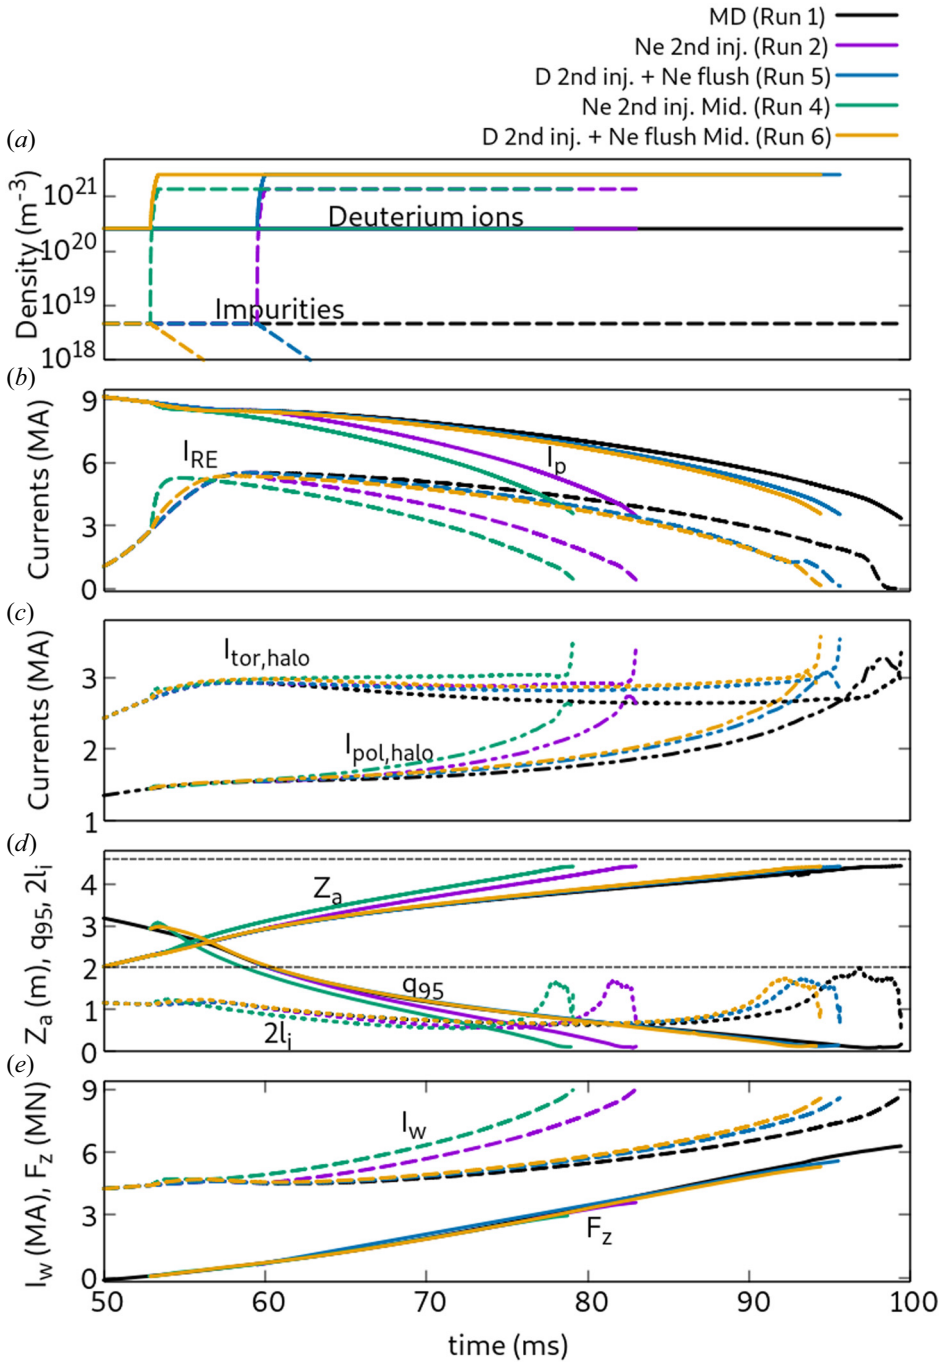 MD (Run 1)
Ne 2nd inj. (Run 2)
D 2nd inj. + Ne flush (Run 5)
Ne 2nd inj. Mid. (Run 4)
D 2nd inj. + Ne flush Mid. (Run 6)
(a)
Density (m⁻³)
10²¹
10²⁰
10¹⁹
10¹⁸
Deuterium ions
Impurities
(b)
Currents (MA)
9
6
3
0
I_RE
I_p
(c)
Currents (MA)
3
2
1
I_tor,halo
I_pol,halo
(d)
Z_a (m), q_95, 2l_i
4
3
2
1
0
Z_a
q_95
2l_i
(e)
I_w (MA), F_z (MN)
9
6
3
0
I_w
F_z
50 60 70 80 90 100
time (ms)